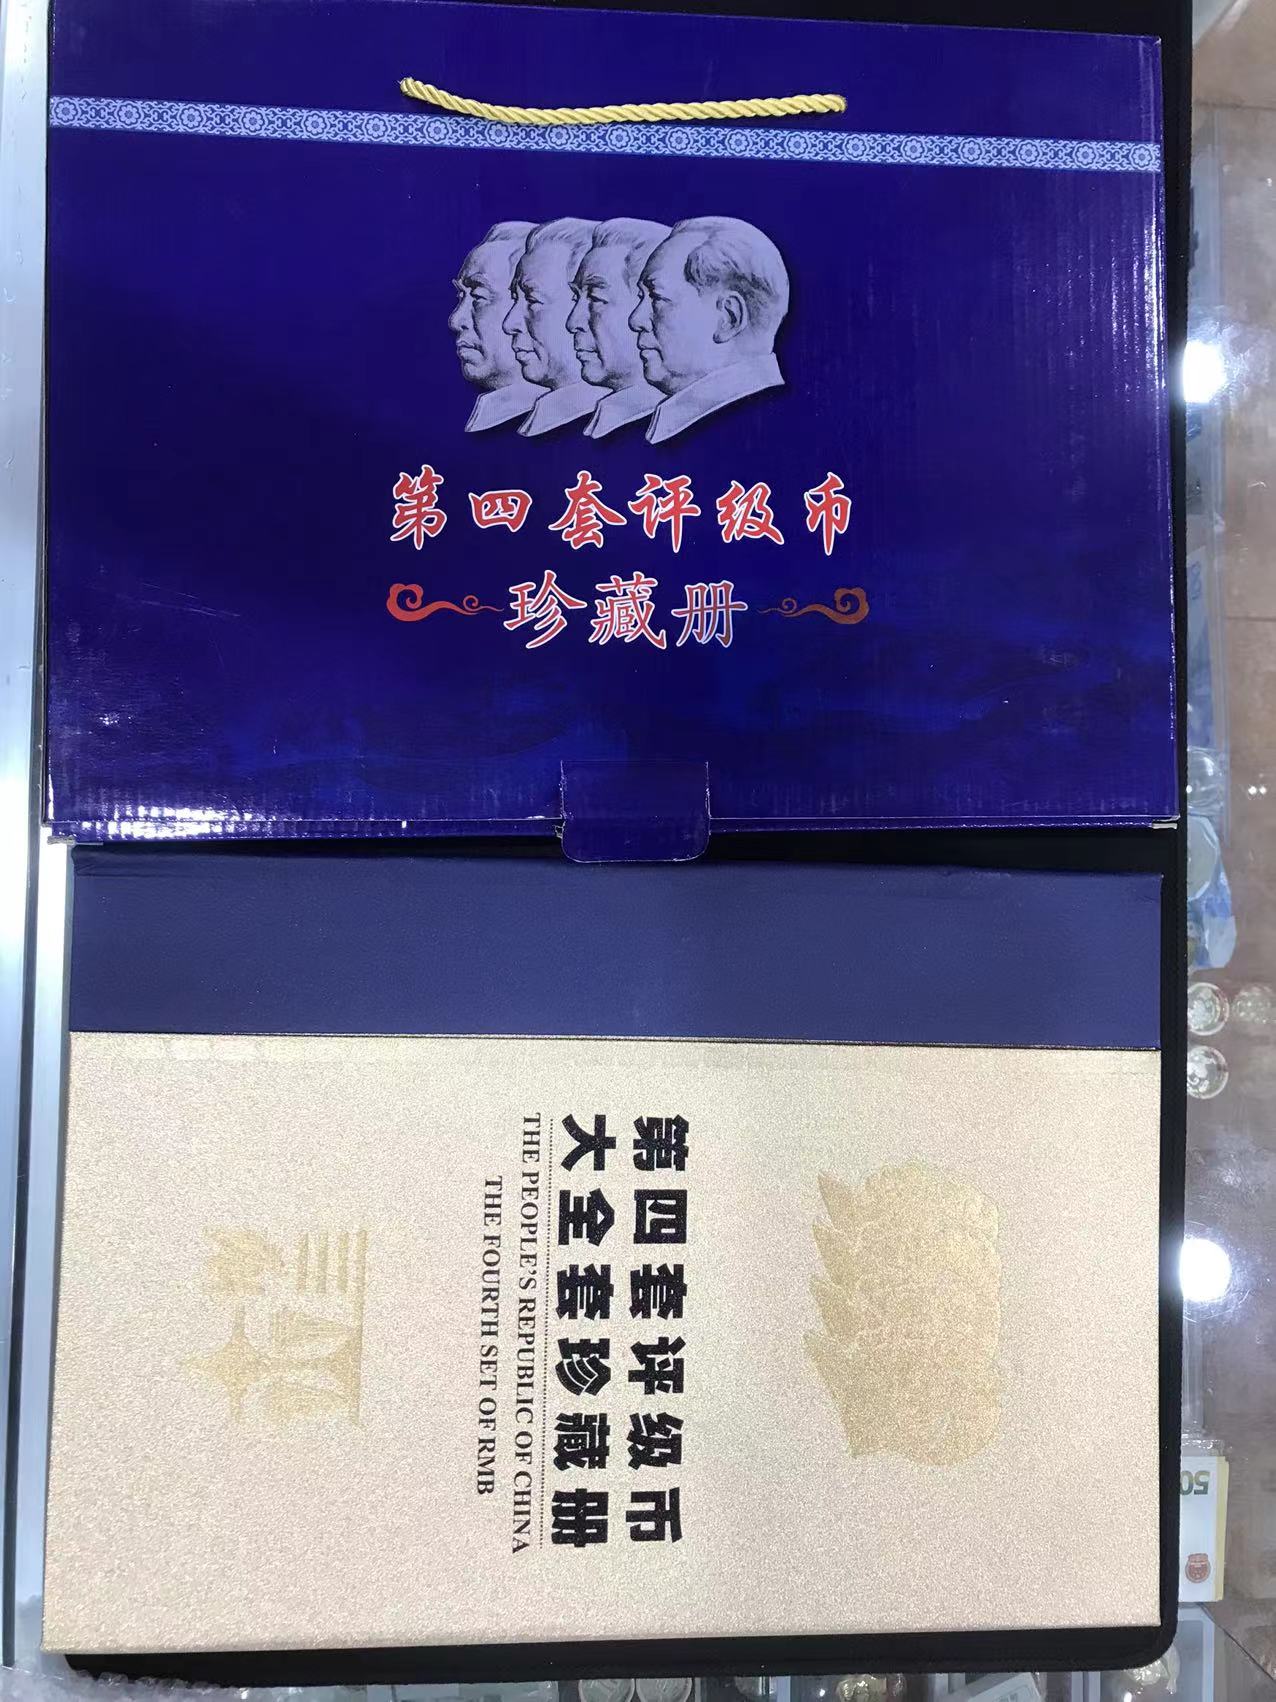 第四套评级币
珍藏册
第四套评级币
大全套珍藏册
THE PEOPLE'S REPUBLIC OF CHINA
THE FOURTH SET OF RMB
50